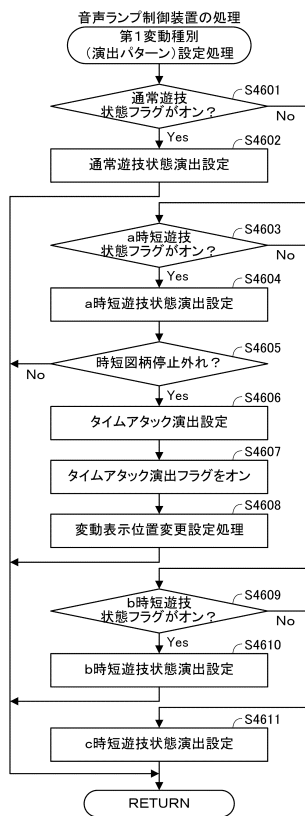 音声ランプ制御装置の処理
第１変動種別
（演出パターン）設定処理
S4601
通常遊技
状態フラグがオン？
No
Yes
S4602
通常遊技状態演出設定
S4603
a時短遊技
状態フラグがオン？
No
Yes
S4604
a時短遊技状態演出設定
S4605
時短図柄停止外れ？
No
Yes
S4606
タイムアタック演出設定
S4607
タイムアタック演出フラグをオン
S4608
変動表示位置変更設定処理
S4609
b時短遊技
状態フラグがオン？
No
Yes
S4610
b時短遊技状態演出設定
S4611
c時短遊技状態演出設定
RETURN